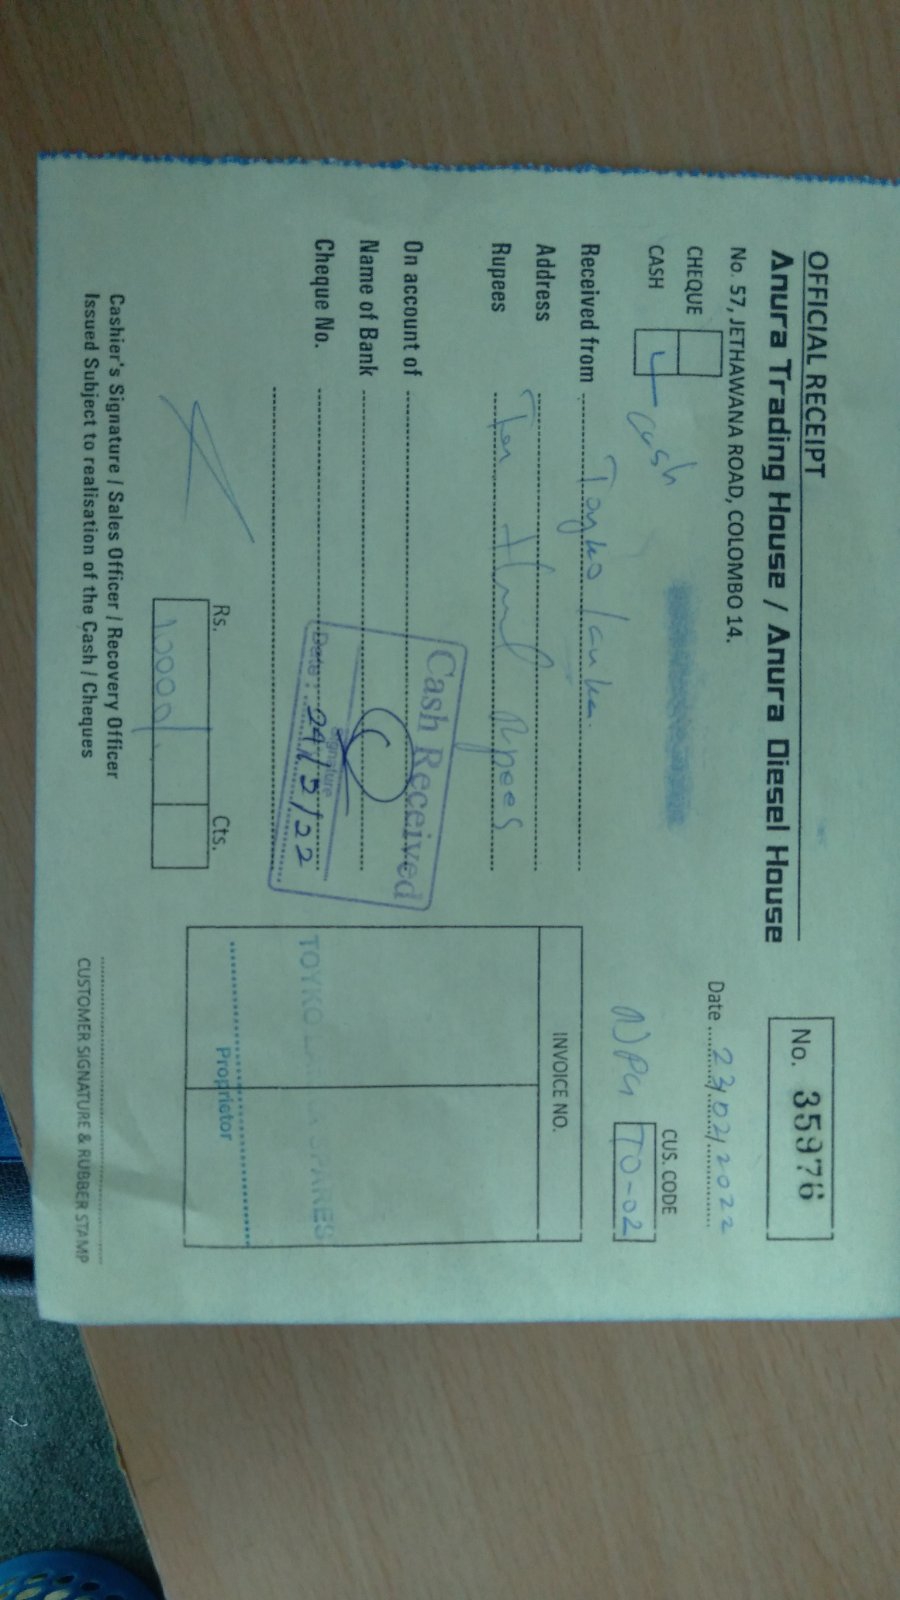 OFFICIAL RECEIPT
Anura Trading House / Anura Diesel House
No. 57, JETHAWANA ROAD, COLOMBO 14.
No. 35976
Date 23/02/2022
CHEQUE
CASH
Cash
CUS. CODE
TO-02
Received from Toyko Lanka.
Address
Rupees Ten Rupees
On account of
Name of Bank
Cheque No.
Cash Received
Signature
Date : 24/2/22
INVOICE NO.
TOYKO SPARES
Proprietor
Rs.
Cts.
10000/
Cashier's Signature / Sales Officer / Recovery Officer
Issued Subject to realisation of the Cash / Cheques
CUSTOMER SIGNATURE & RUBBER STAMP